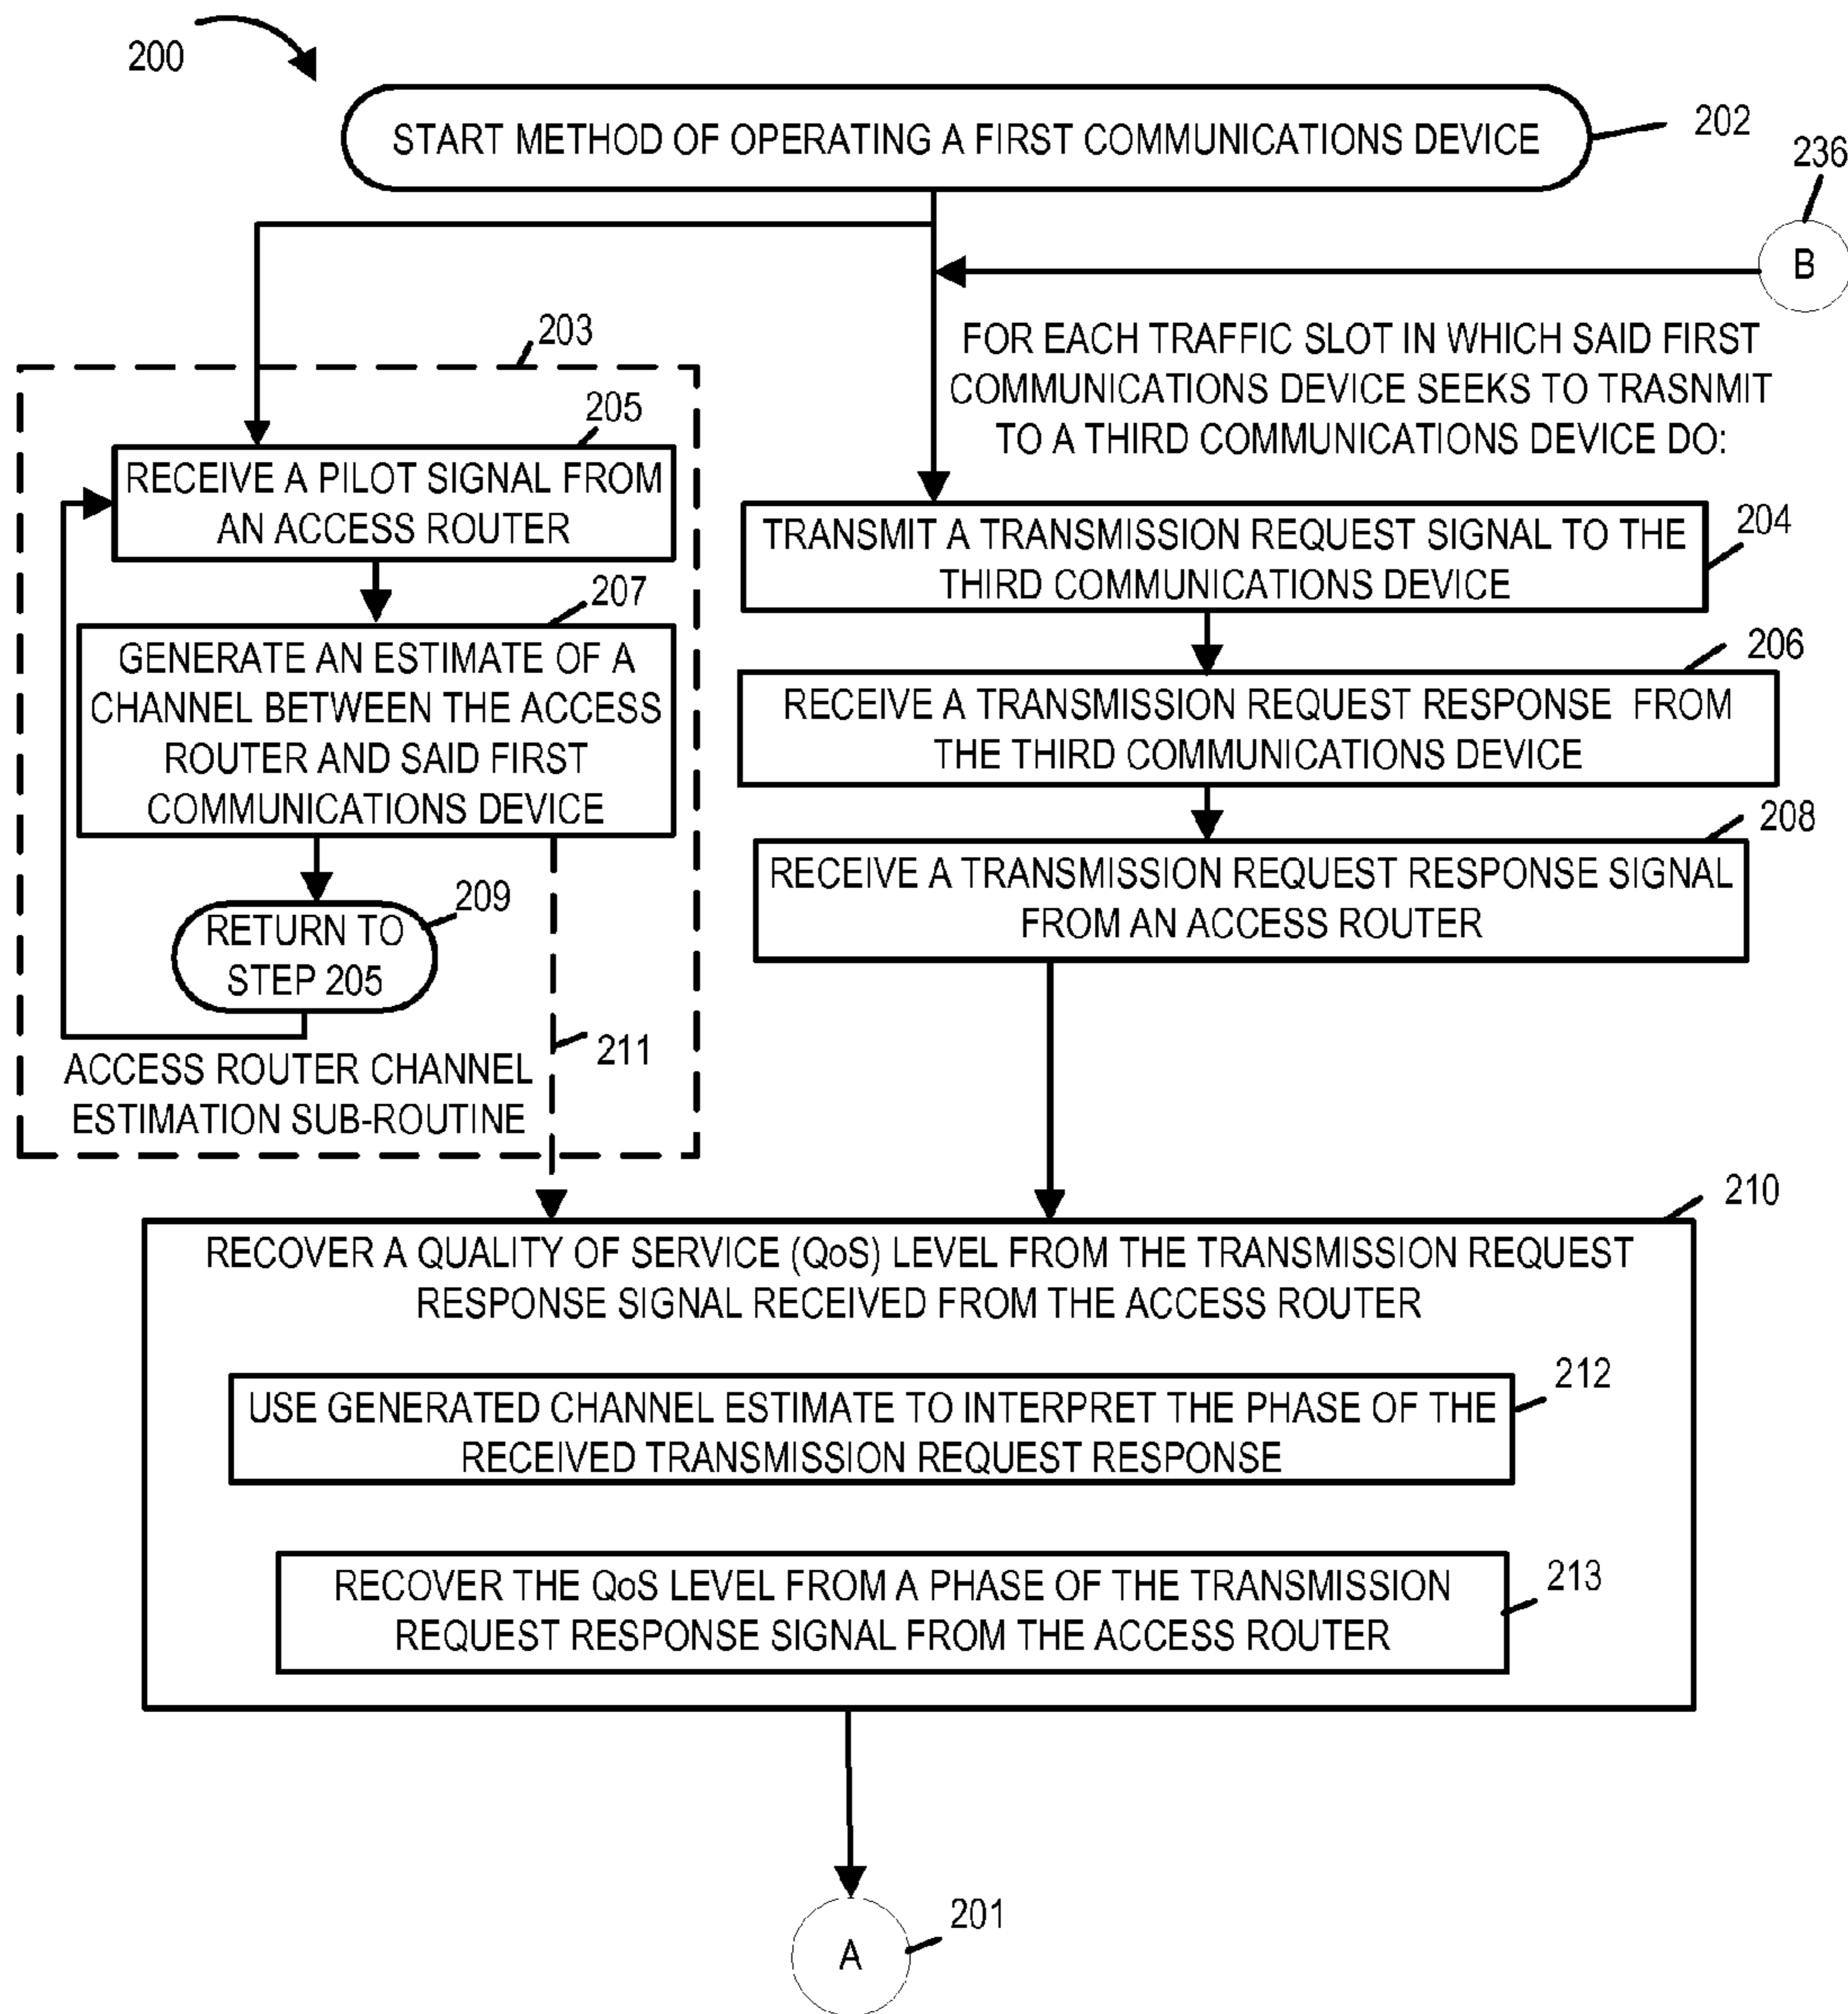 200
START METHOD OF OPERATING A FIRST COMMUNICATIONS DEVICE
202
236
B
FOR EACH TRAFFIC SLOT IN WHICH SAID FIRST
COMMUNICATIONS DEVICE SEEKS TO TRASNMIT
TO A THIRD COMMUNICATIONS DEVICE DO:
203
205
RECEIVE A PILOT SIGNAL FROM
AN ACCESS ROUTER
207
GENERATE AN ESTIMATE OF A
CHANNEL BETWEEN THE ACCESS
ROUTER AND SAID FIRST
COMMUNICATIONS DEVICE
209
RETURN TO
STEP 205
211
ACCESS ROUTER CHANNEL
ESTIMATION SUB-ROUTINE
TRANSMIT A TRANSMISSION REQUEST SIGNAL TO THE
THIRD COMMUNICATIONS DEVICE
204
206
RECEIVE A TRANSMISSION REQUEST RESPONSE FROM
THE THIRD COMMUNICATIONS DEVICE
208
RECEIVE A TRANSMISSION REQUEST RESPONSE SIGNAL
FROM AN ACCESS ROUTER
210
RECOVER A QUALITY OF SERVICE (QoS) LEVEL FROM THE TRANSMISSION REQUEST
RESPONSE SIGNAL RECEIVED FROM THE ACCESS ROUTER
212
USE GENERATED CHANNEL ESTIMATE TO INTERPRET THE PHASE OF THE
RECEIVED TRANSMISSION REQUEST RESPONSE
213
RECOVER THE QoS LEVEL FROM A PHASE OF THE TRANSMISSION
REQUEST RESPONSE SIGNAL FROM THE ACCESS ROUTER
201
A